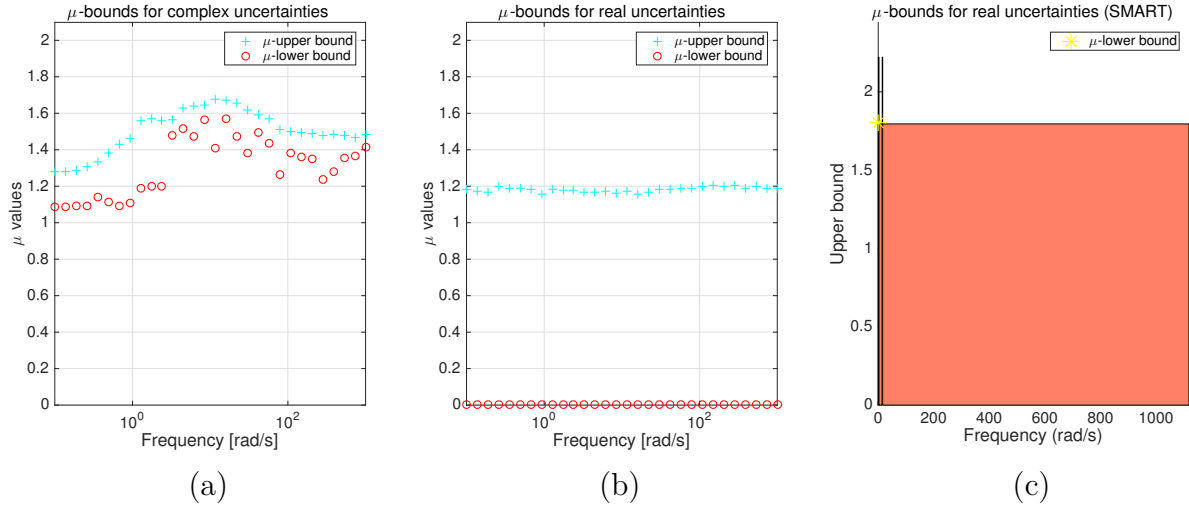 μ-bounds for complex uncertainties
μ-upper bound
μ-lower bound
2
1.8
1.6
1.4
1.2
1
0.8
0.6
0.4
0.2
0
μ values
10^0
10^2
Frequency [rad/s]
(a)
μ-bounds for real uncertainties
μ-upper bound
μ-lower bound
2
1.8
1.6
1.4
1.2
1
0.8
0.6
0.4
0.2
0
μ values
10^0
10^2
Frequency [rad/s]
(b)
μ-bounds for real uncertainties (SMART)
μ-lower bound
2
1.5
1
0.5
0
Upper bound
0
200
400
600
800
1000
Frequency (rad/s)
(c)